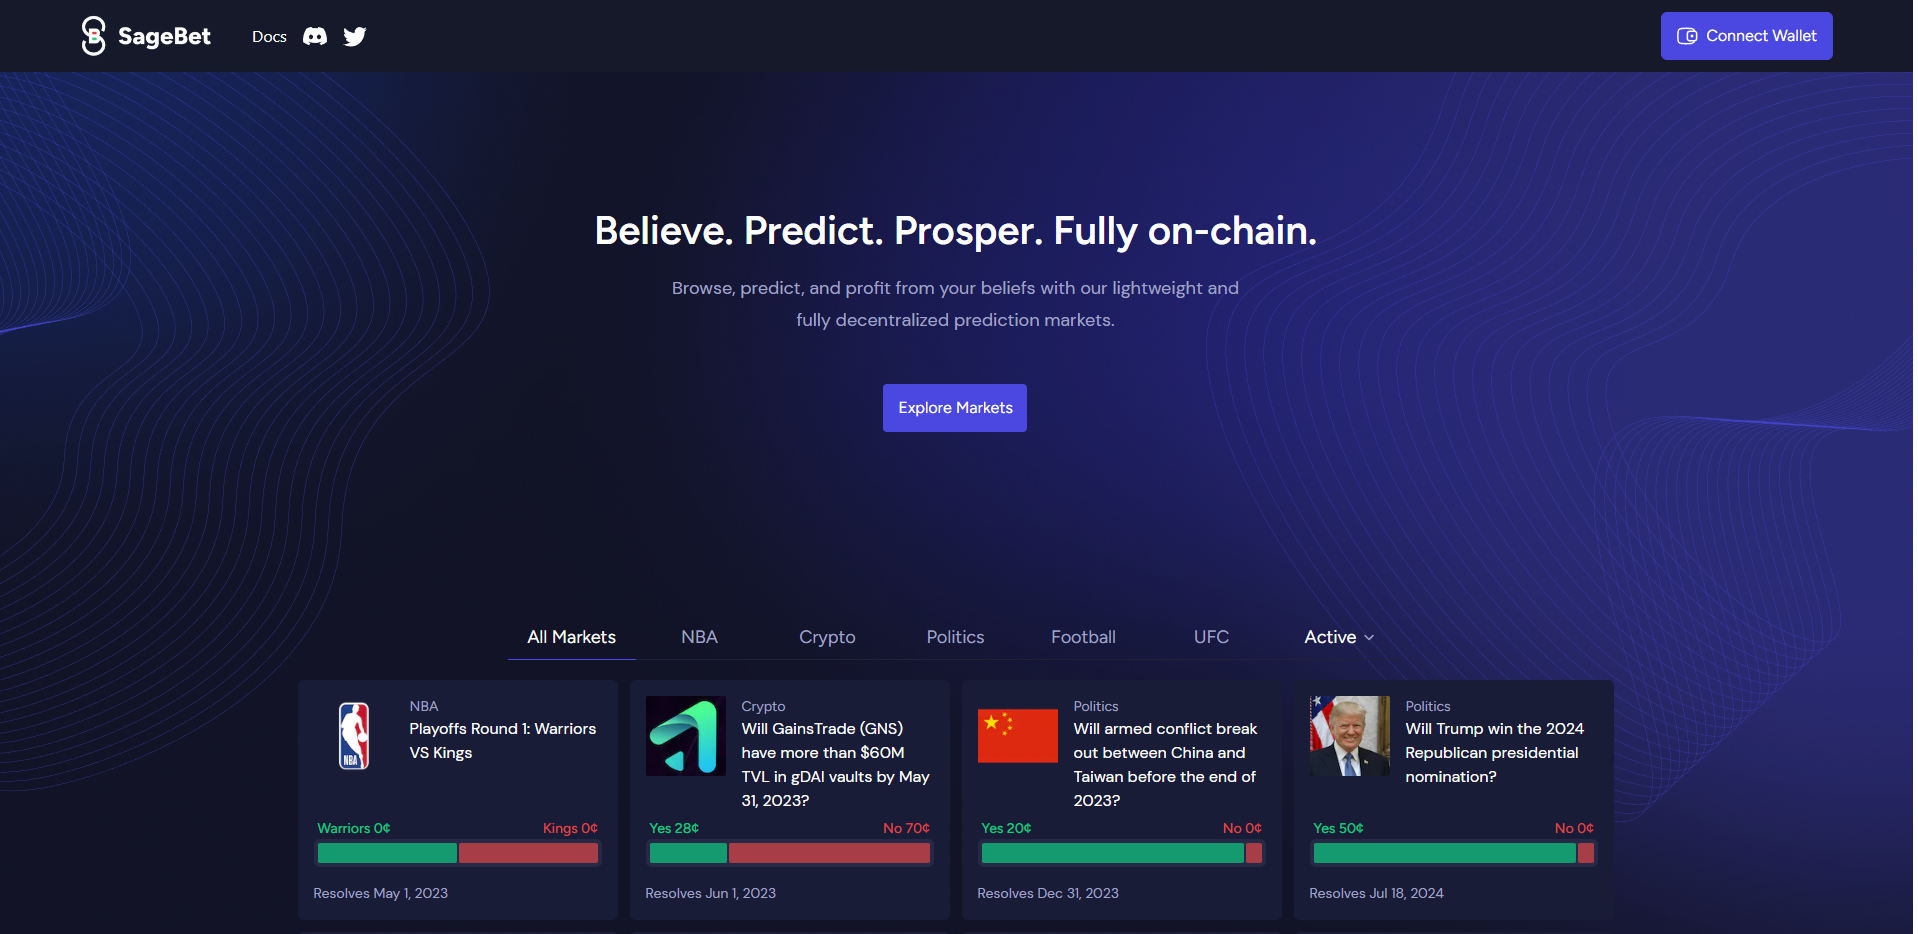 SageBet
Docs
Connect Wallet
Believe. Predict. Prosper. Fully on-chain.
Browse, predict, and profit from your beliefs with our lightweight and
fully decentralized prediction markets.
Explore Markets
All Markets
NBA
Crypto
Politics
Football
UFC
Active
NBA
NBA
Playoffs Round 1: Warriors
VS Kings
Warriors 0¢
Kings 0¢
Resolves May 1, 2023
Crypto
Will GainsTrade (GNS)
have more than $60M
TVL in gDAI vaults by May
31, 2023?
Yes 28¢
No 70¢
Resolves Jun 1, 2023
Politics
Will armed conflict break
out between China and
Taiwan before the end of
2023?
Yes 20¢
No 0¢
Resolves Dec 31, 2023
Politics
Will Trump win the 2024
Republican presidential
nomination?
Yes 50¢
No 0¢
Resolves Jul 18, 2024